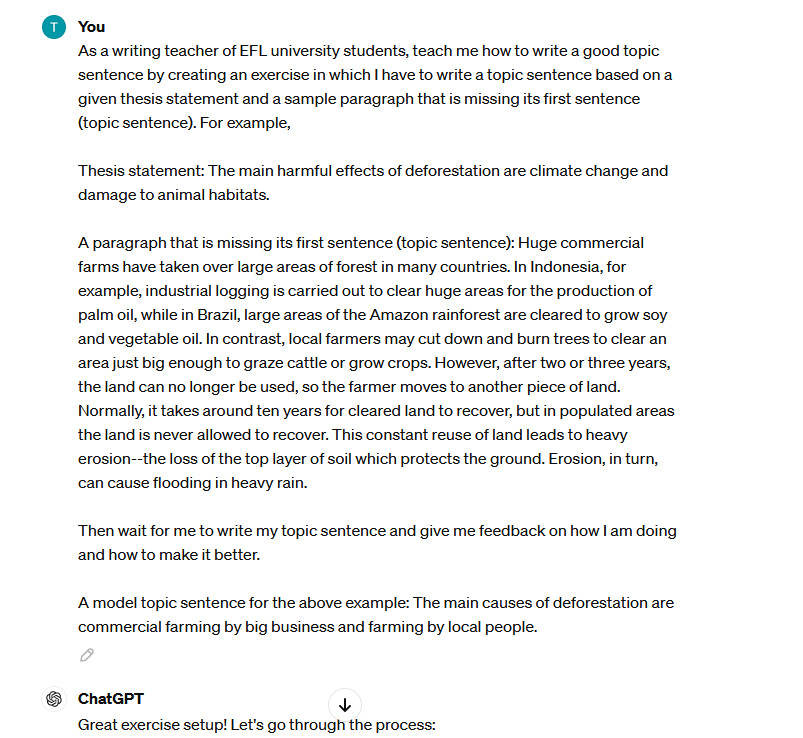 T You
As a writing teacher of EFL university students, teach me how to write a good topic
sentence by creating an exercise in which I have to write a topic sentence based on a
given thesis statement and a sample paragraph that is missing its first sentence
(topic sentence). For example,
Thesis statement: The main harmful effects of deforestation are climate change and
damage to animal habitats.
A paragraph that is missing its first sentence (topic sentence): Huge commercial
farms have taken over large areas of forest in many countries. In Indonesia, for
example, industrial logging is carried out to clear huge areas for the production of
palm oil, while in Brazil, large areas of the Amazon rainforest are cleared to grow soy
and vegetable oil. In contrast, local farmers may cut down and burn trees to clear an
area just big enough to graze cattle or grow crops. However, after two or three years,
the land can no longer be used, so the farmer moves to another piece of land.
Normally, it takes around ten years for cleared land to recover, but in populated areas
the land is never allowed to recover. This constant reuse of land leads to heavy
erosion--the loss of the top layer of soil which protects the ground. Erosion, in turn,
can cause flooding in heavy rain.
Then wait for me to write my topic sentence and give me feedback on how I am doing
and how to make it better.
A model topic sentence for the above example: The main causes of deforestation are
commercial farming by big business and farming by local people.
ChatGPT
Great exercise setup! Let's go through the process: